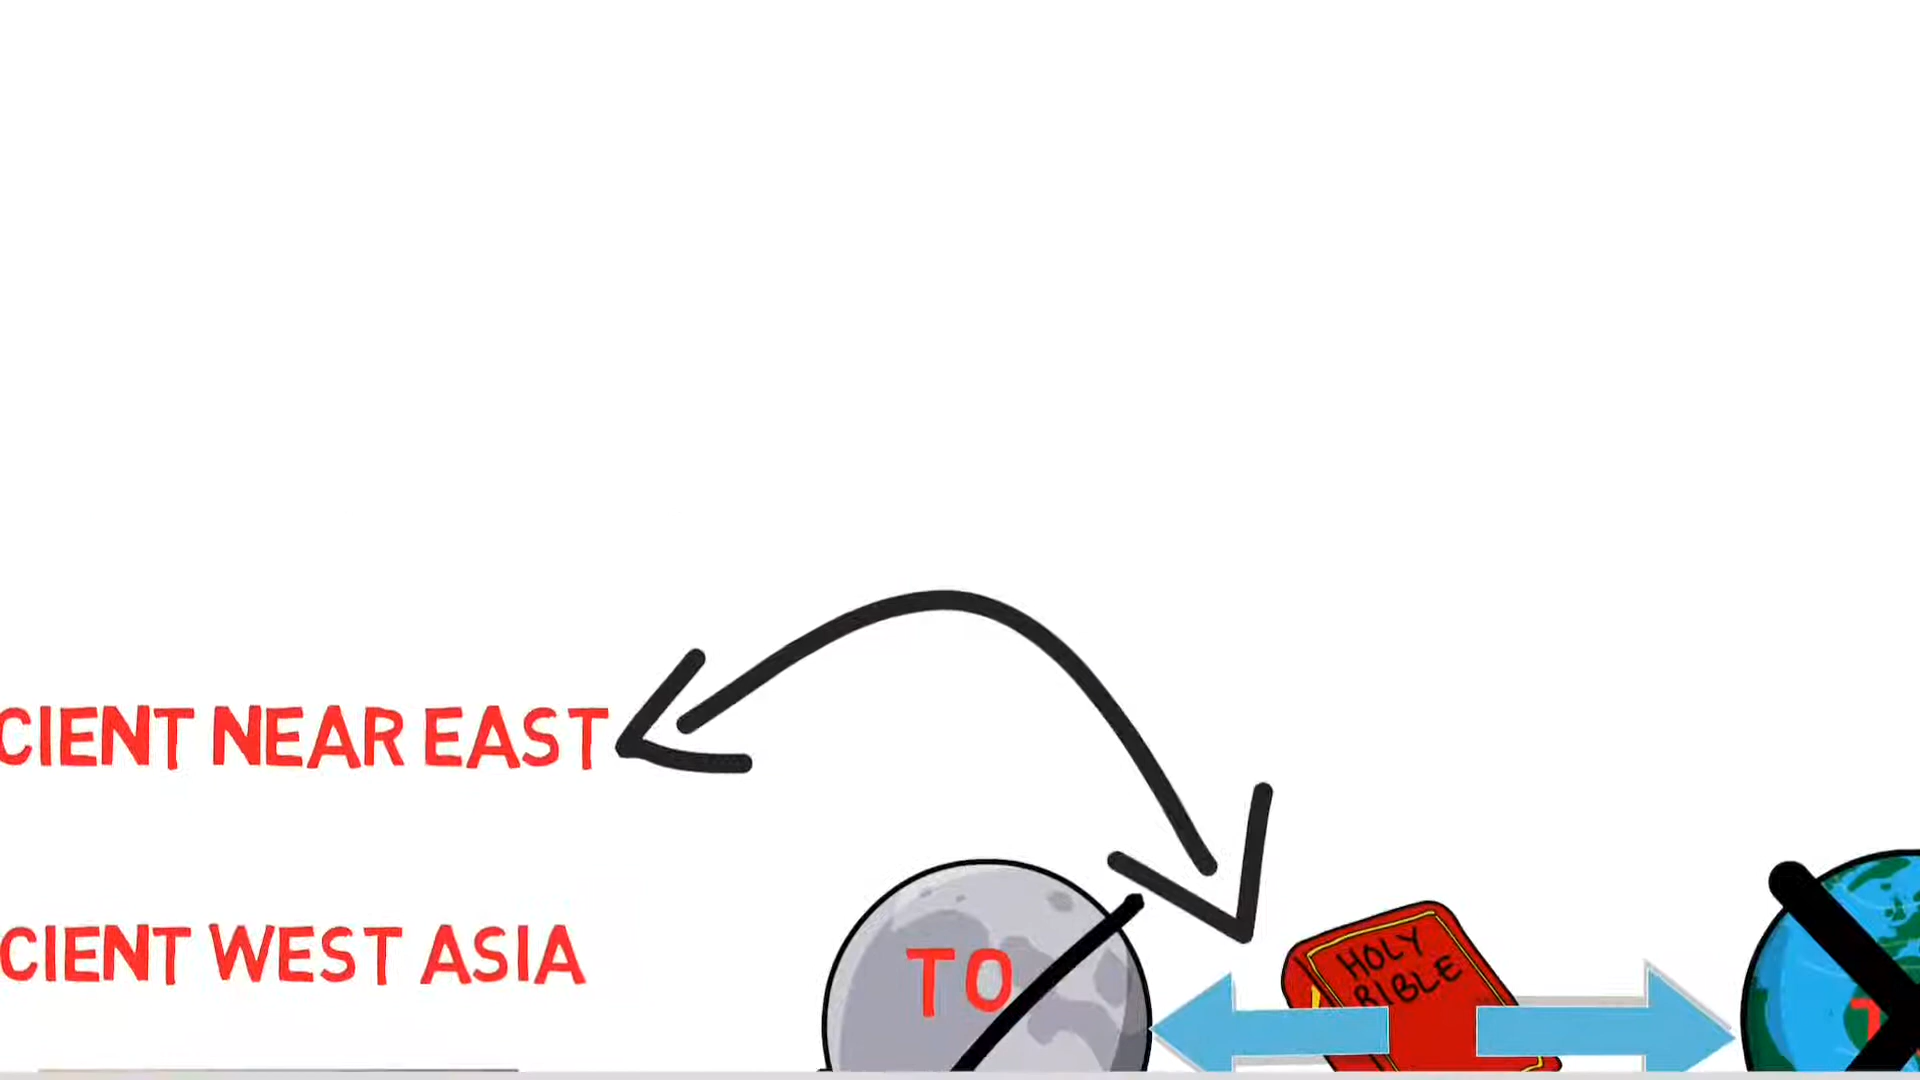 CIENT NEAR EAST
CIENT WEST ASIA
TO
HOLY
BIBLE
T